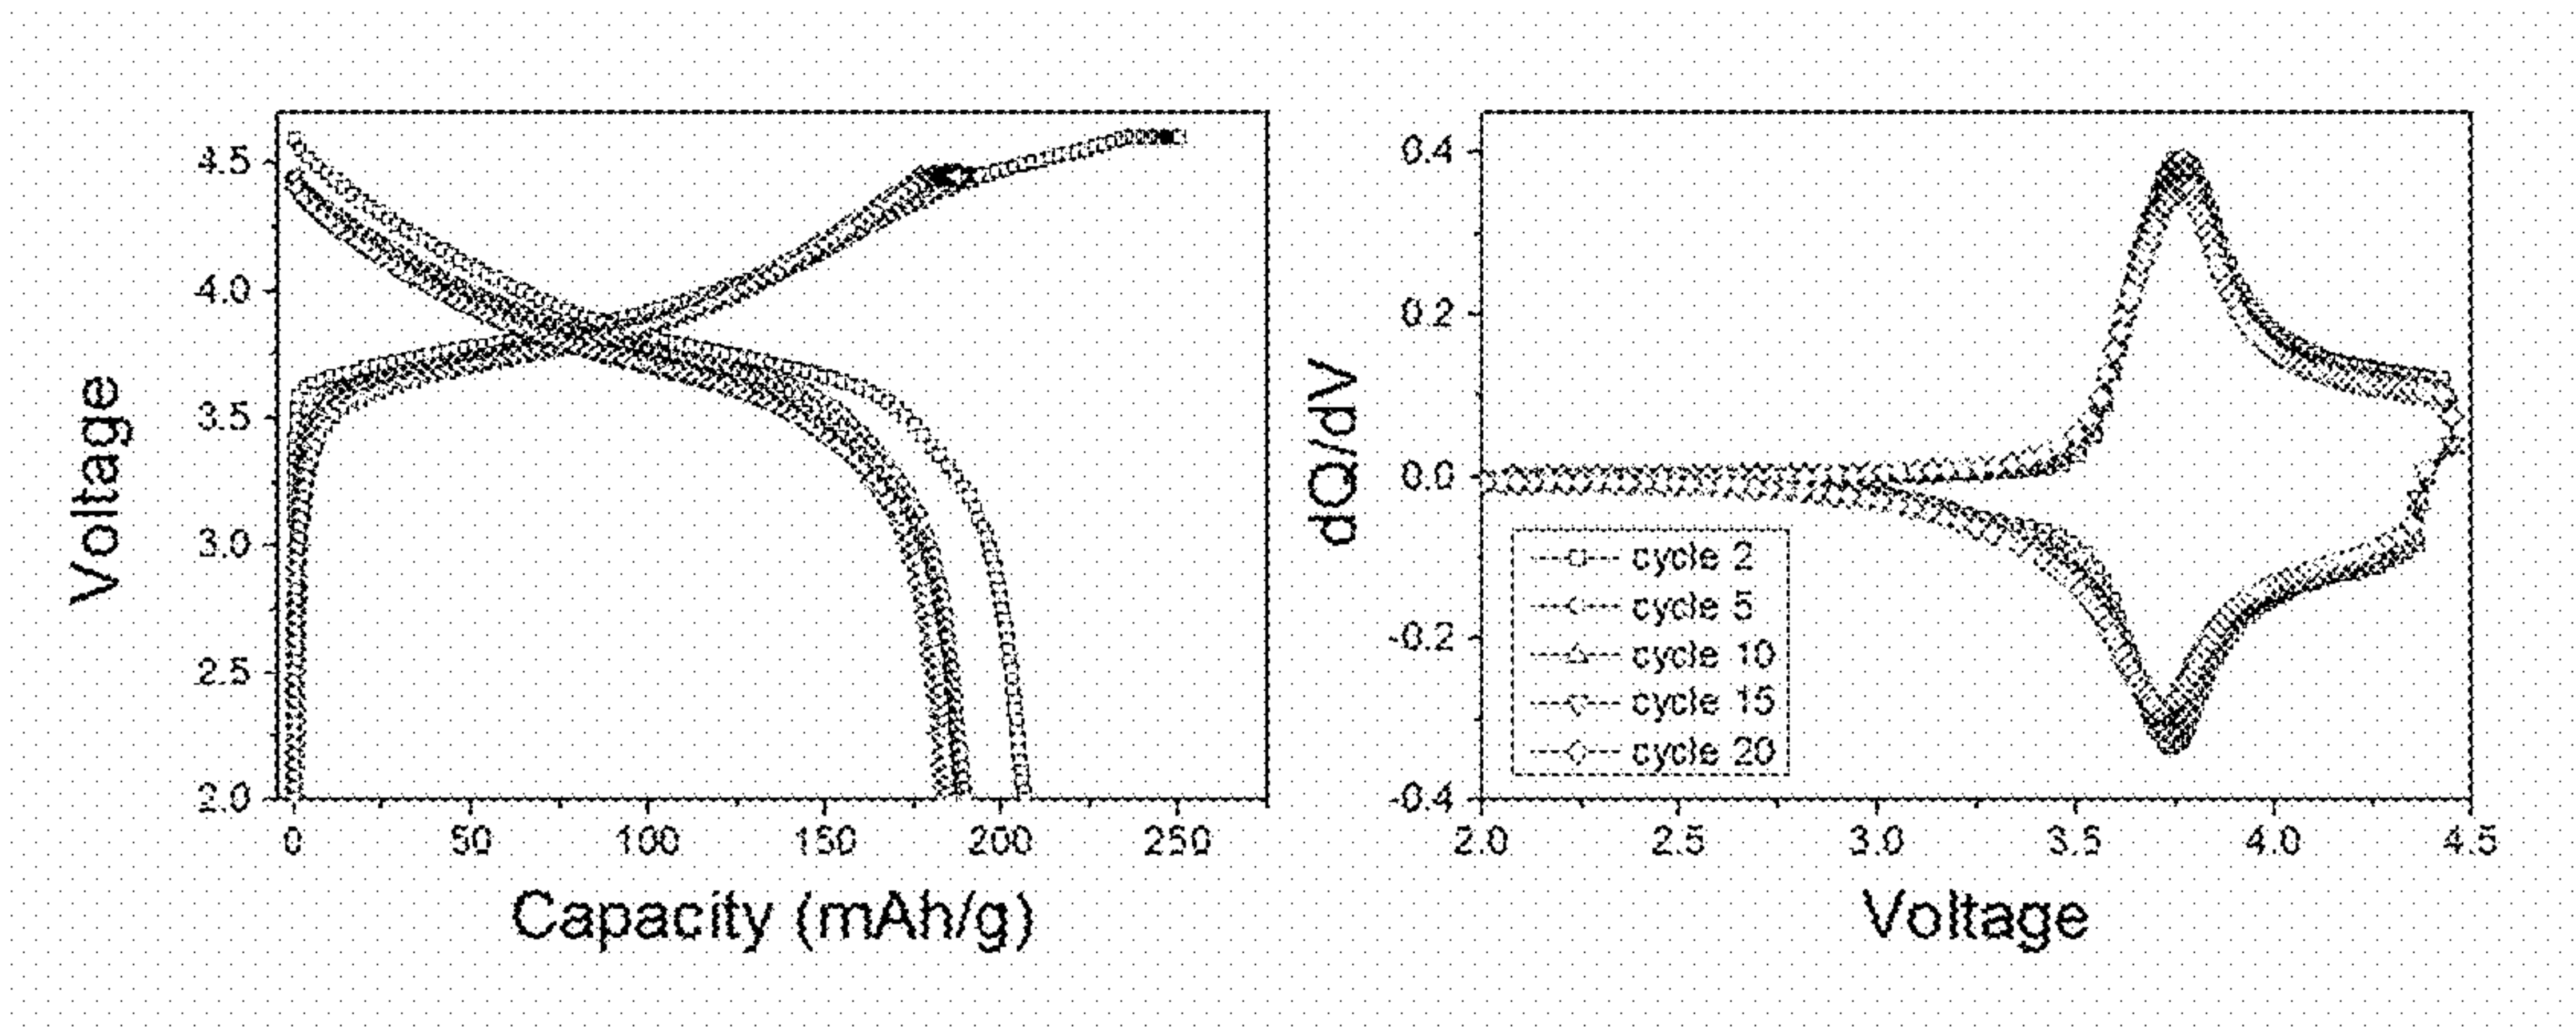 4.5
4.0
3.5
3.0
2.5
2.0
Voltage
0 50 100 150 200 250
Capacity (mAh/g)
0.4
0.2
0.0
-0.2
-0.4
dQ/dV
cycle 2
cycle 5
cycle 10
cycle 15
cycle 20
2.0 2.5 3.0 3.5 4.0 4.5
Voltage